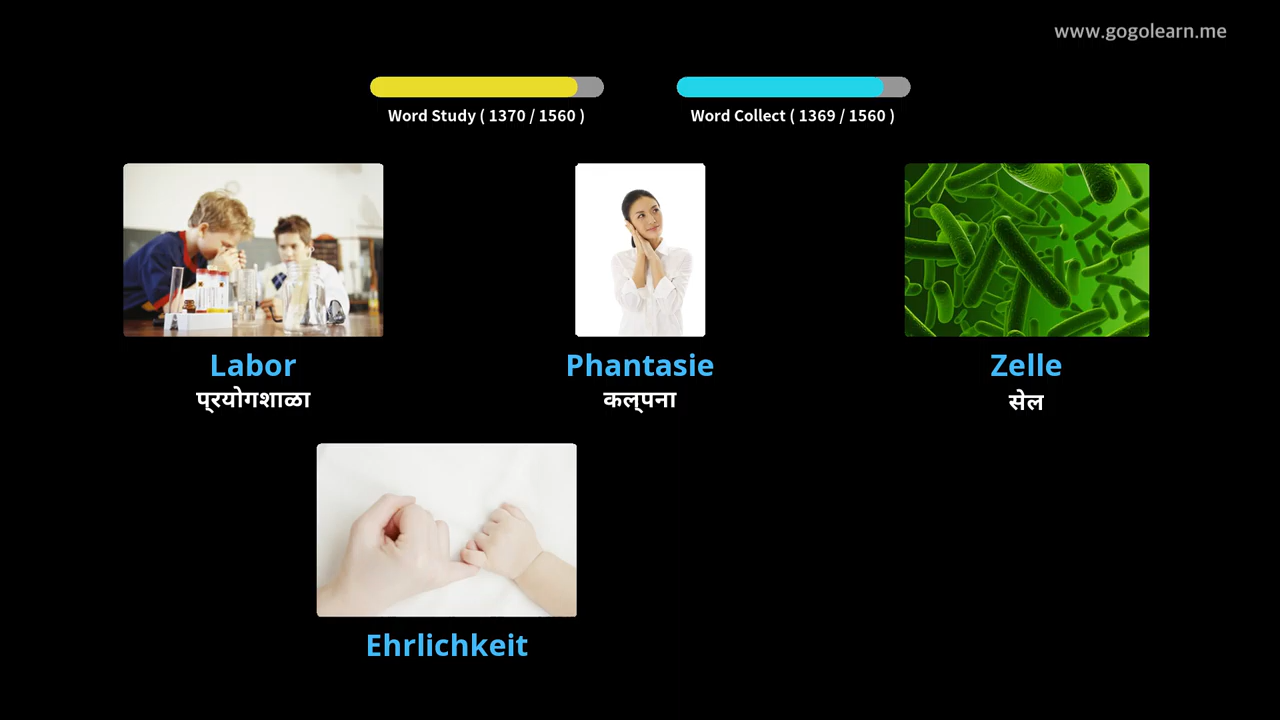 www.gogolearn.me
Word Study ( 1370 / 1560 )
Word Collect ( 1369 / 1560 )
Labor
Phantasie
Zelle
प्रयोगशाळा
कल्पना
सेल
Ehrlichkeit